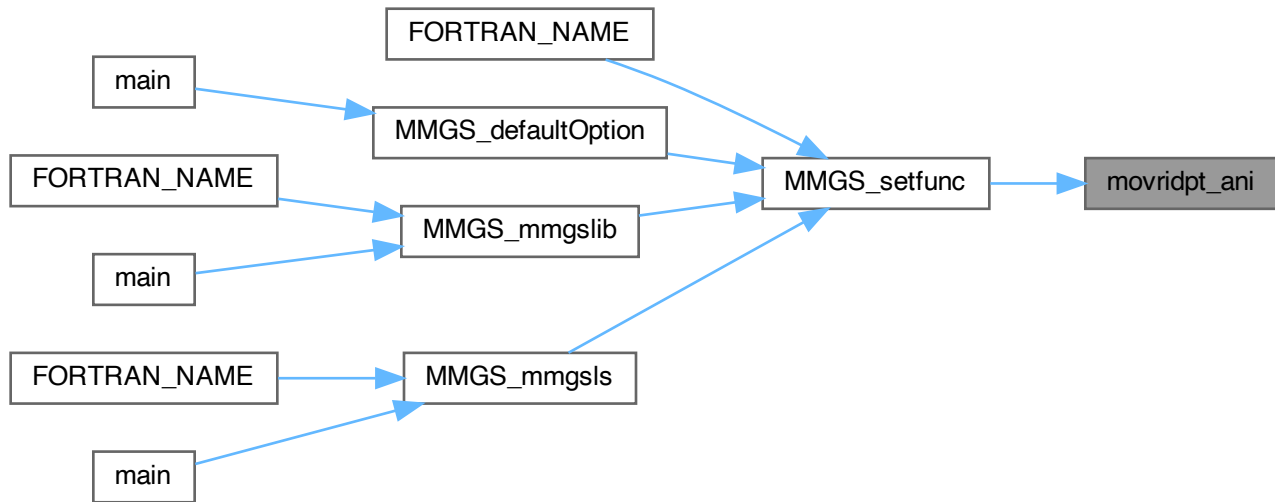 FORTRAN_NAME
main
MMGS_defaultOption
FORTRAN_NAME
MMGS_setfunc
movridpt_ani
MMGS_mmgslib
main
FORTRAN_NAME
MMGS_mmgsls
main